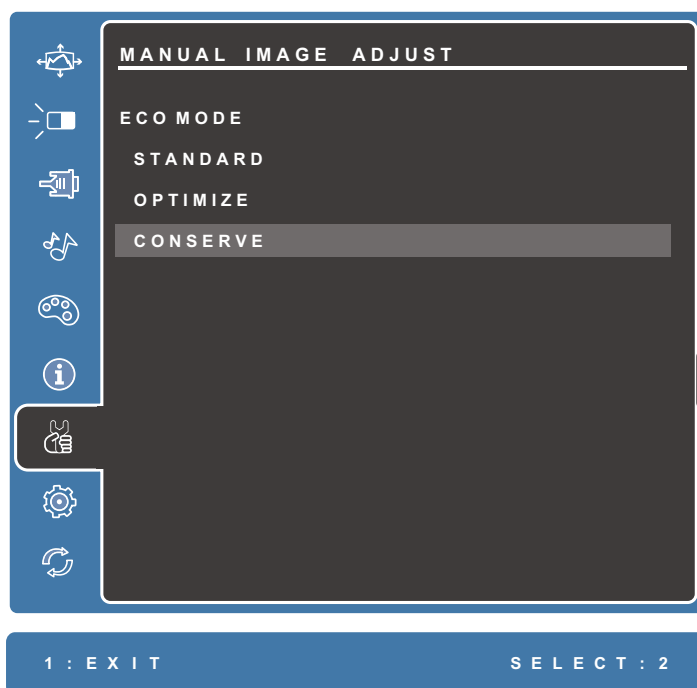 MANUAL IMAGE ADJUST
ECO MODE
STANDARD
OPTIMIZE
CONSERVE
1 : EXIT SELECT : 2